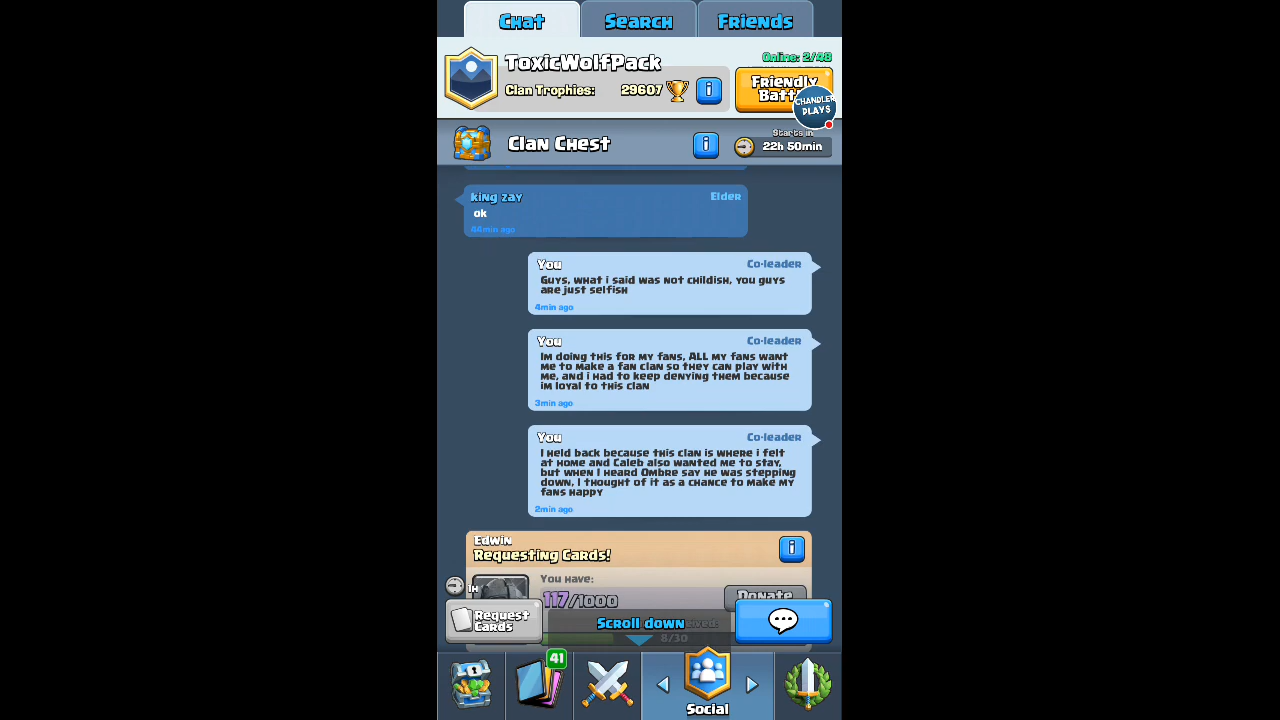 Chat Search Friends
ToxicWolfPack
Online: 2/48
Clan Trophies: 29607
Friendly
Chandler
Plays
Clan Chest
Starts in
22h 50min
king zay Elder
ok
44min ago
You Co-leader
Guys, what i said was not childish, you guys
are just selfish
4min ago
You Co-leader
Im doing this for my fans, ALL my fans want
me to make a fan clan so they can play with
me, and i had to keep denying them because
im loyal to this clan
3min ago
You Co-leader
I held back because this clan is where i felt
at home and Caleb also wanted me to stay,
but when I heard Ombre say he was stepping
down, I thought of it as a chance to make my
fans happy
2min ago
Edwin
Requesting Cards!
You have:
117/1000
Donate
Request
Cards
Scroll down
8/30
41
Social